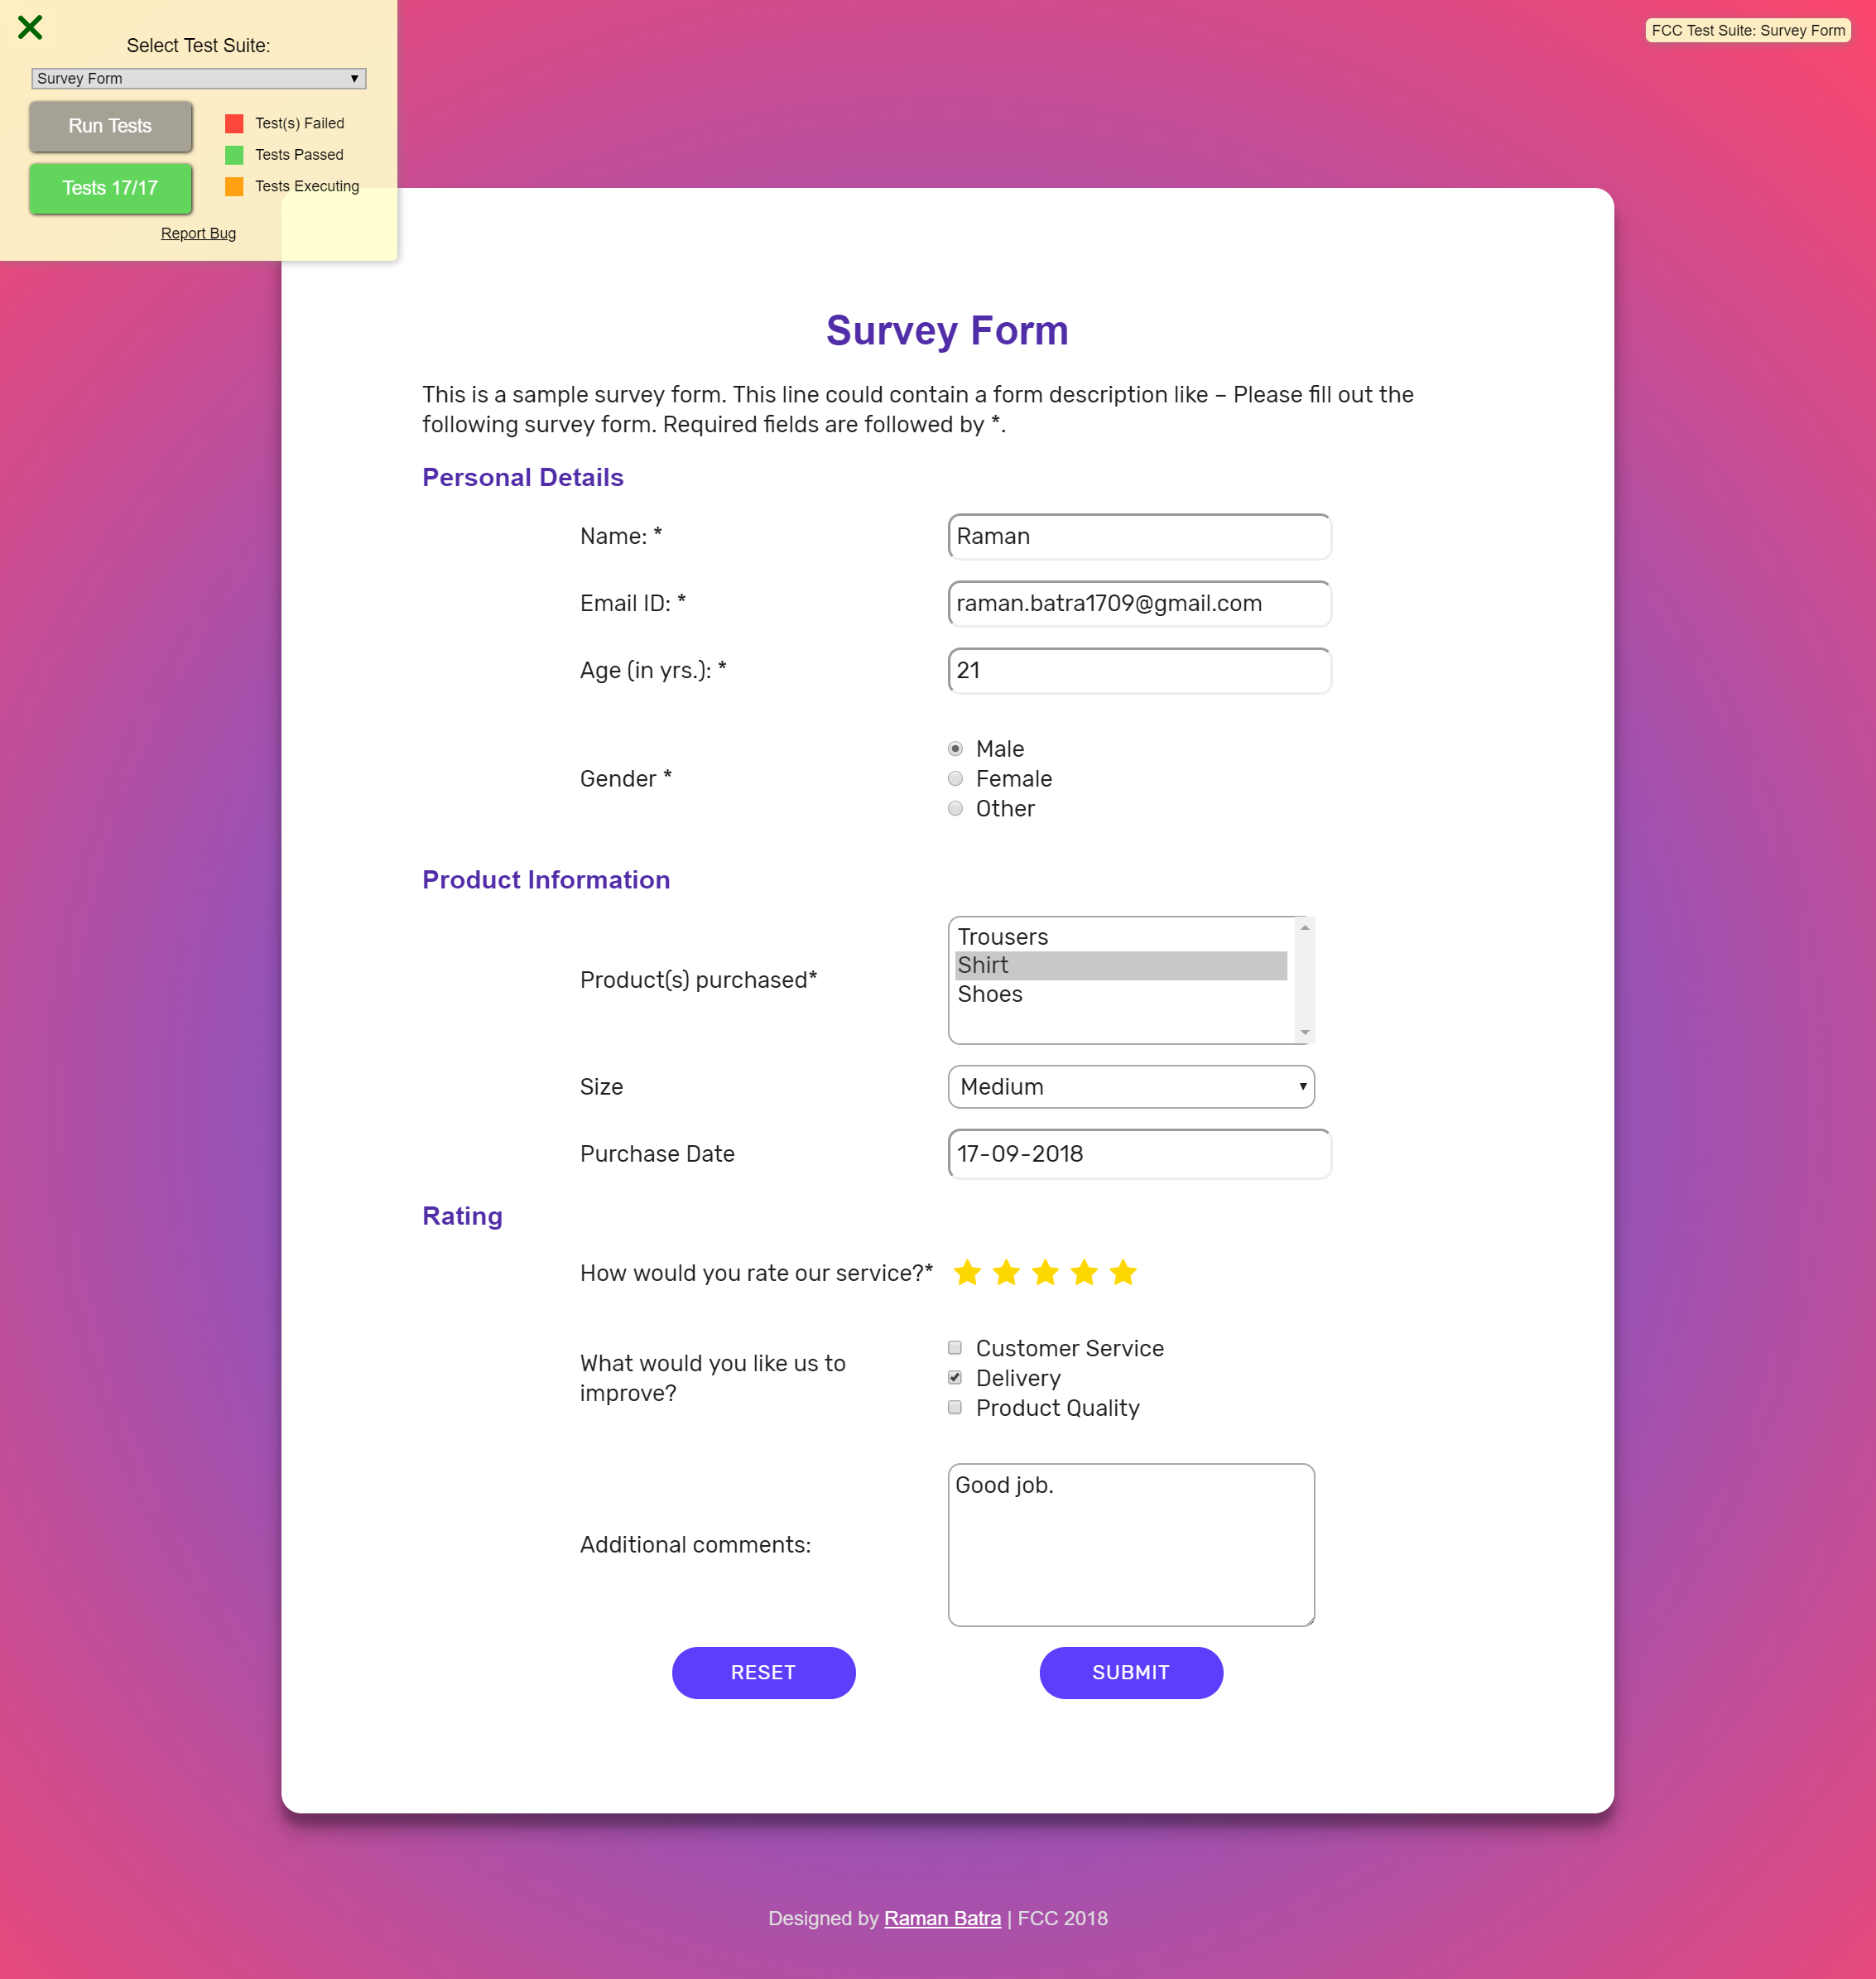 Select Test Suite:
Survey Form
Run Tests
Tests 17/17
Test(s) Failed
Tests Passed
Tests Executing
Report Bug
FCC Test Suite: Survey Form
Survey Form
This is a sample survey form. This line could contain a form description like – Please fill out the
following survey form. Required fields are followed by *.
Personal Details
Name: *
Raman
Email ID: *
raman.batra1709@gmail.com
Age (in yrs.): *
21
Gender *
Male
Female
Other
Product Information
Product(s) purchased*
Trousers
Shirt
Shoes
Size
Medium
Purchase Date
17-09-2018
Rating
How would you rate our service?*
What would you like us to
improve?
Customer Service
Delivery
Product Quality
Additional comments:
Good job.
RESET
SUBMIT
Designed by Raman Batra | FCC 2018